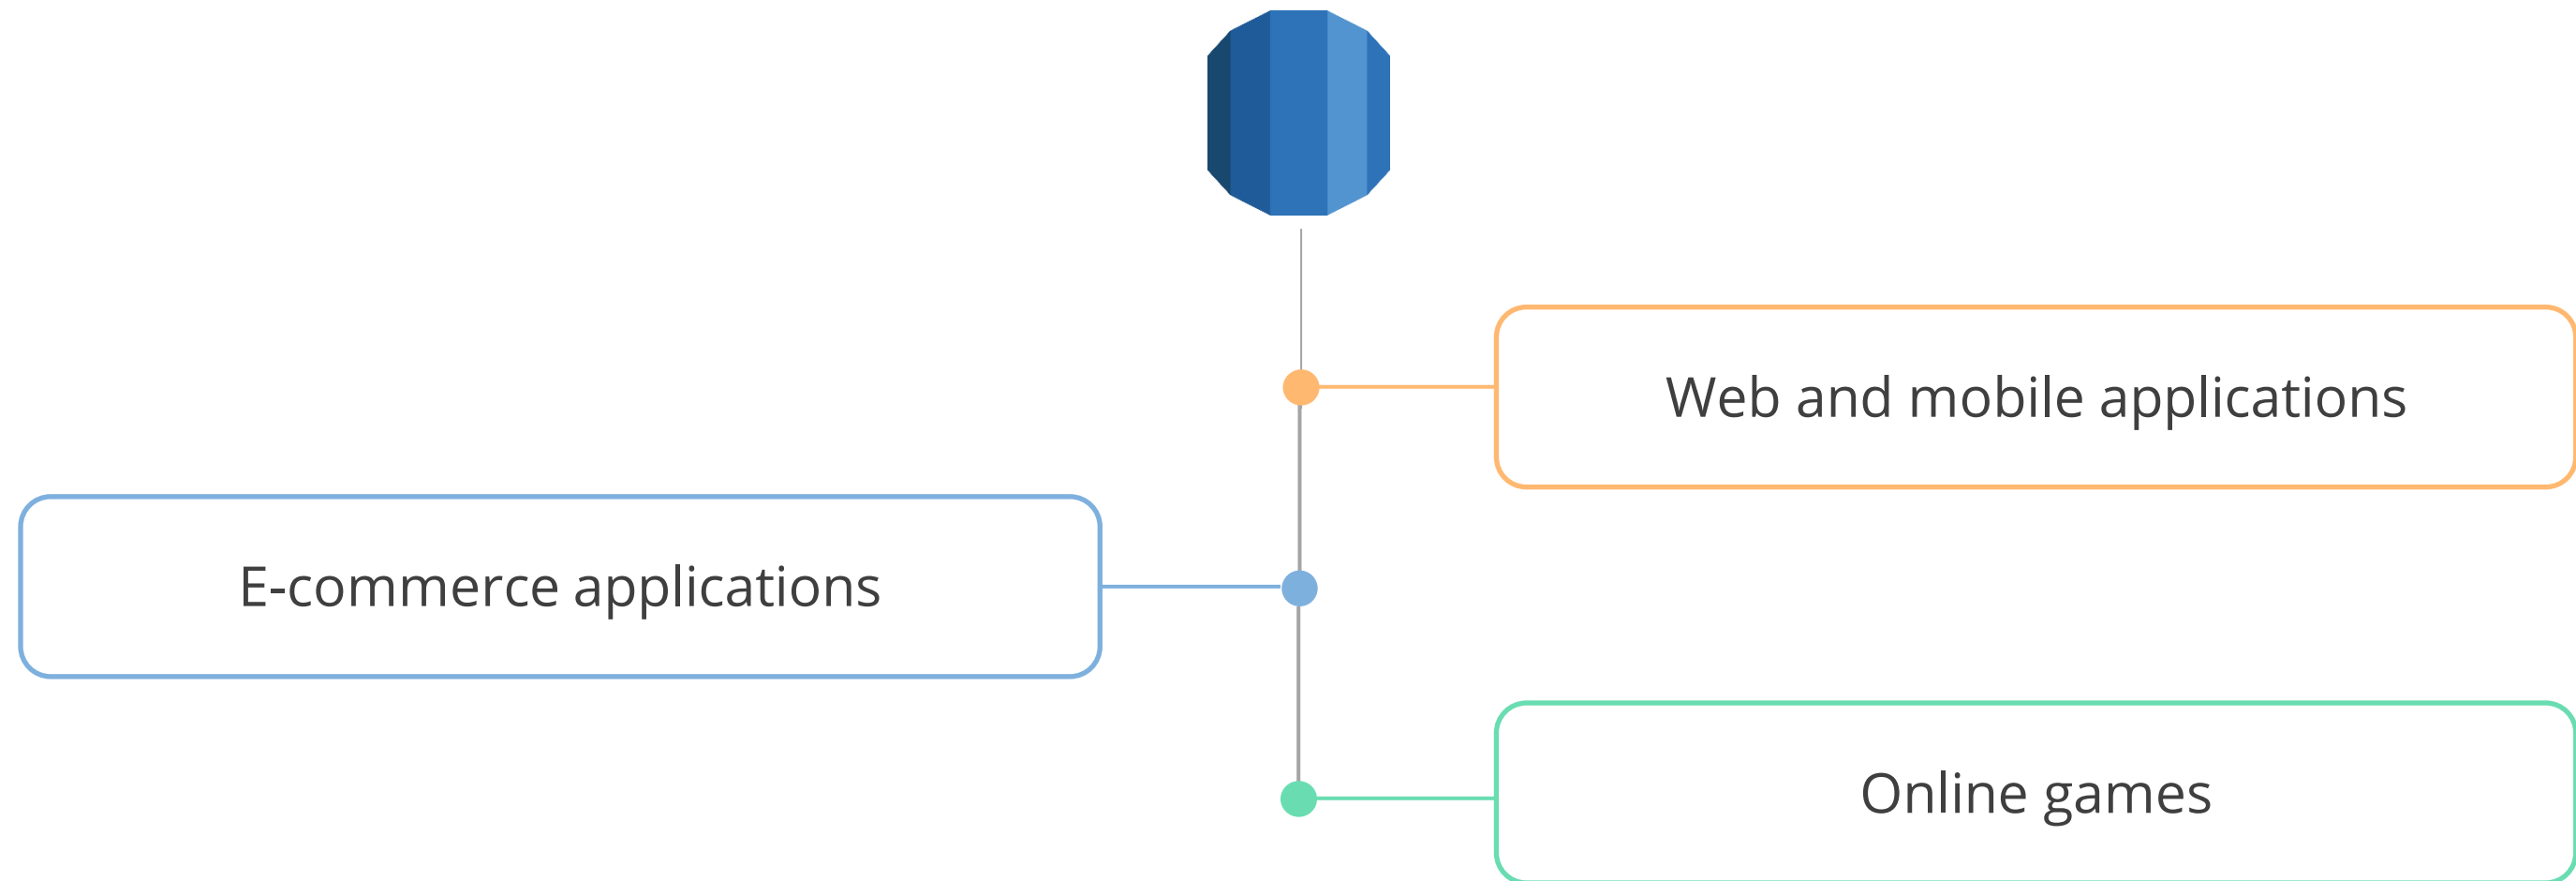 Web and mobile applications
E-commerce applications
Online games